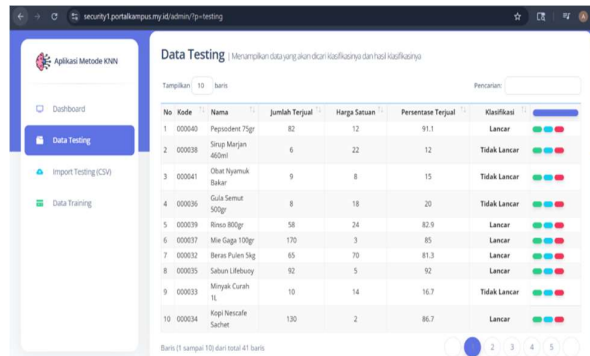 security1.portalkampus.my.id/admin/?p=testing
Aplikasi Metode KNN
Dashboard
Data Testing
Import Testing (CSV)
Data Training
Data Testing | Menampilkan data yang akan dicari klasifikasinya dan hasil klasifikasinya
Tampilkan 10 baris
Pencarian:
No Kode Nama Jumlah Terjual Harga Satuan Persentase Terjual Klasifikasi
1 000040 Pepsodent 75gr 82 12 91.1 Lancar
2 000038 Sirup Marjan 460ml 6 22 12 Tidak Lancar
3 000041 Obat Nyamuk Bakar 9 8 15 Tidak Lancar
4 000036 Gula Semut 500gr 8 18 20 Tidak Lancar
5 000039 Rinso 800gr 58 24 82.9 Lancar
6 000037 Mie Gaga 100gr 170 3 85 Lancar
7 000032 Beras Pulen 5kg 65 70 81.3 Lancar
8 000035 Sabun Lifebuoy 92 5 92 Lancar
9 000033 Minyak Curah 1L 10 14 16.7 Tidak Lancar
10 000034 Kopi Nescafe Sachet 130 2 86.7 Lancar
Baris (1 sampai 10) dari total 41 baris
1 2 3 4 5